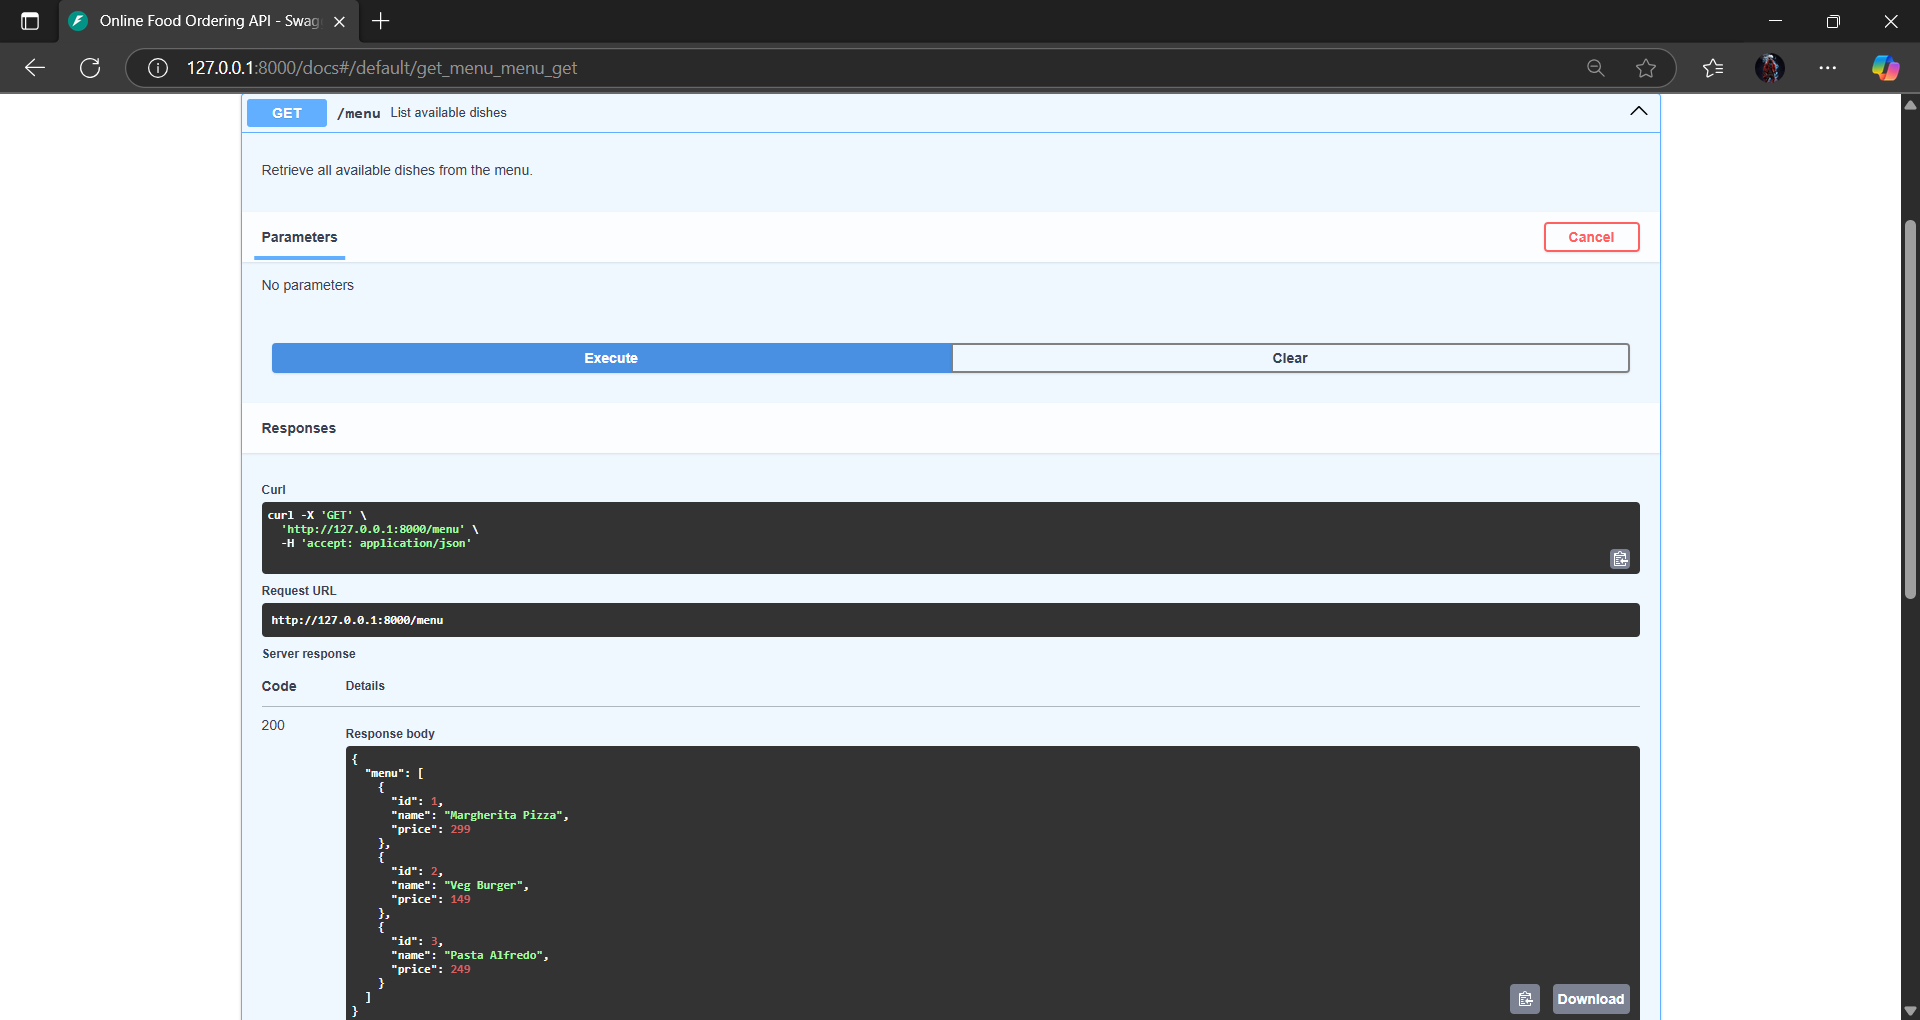 Online Food Ordering API - Swag
127.0.0.1:8000/docs#/default/get_menu_menu_get
GET /menu List available dishes
Retrieve all available dishes from the menu.
Parameters
Cancel
No parameters
Execute
Clear
Responses
Curl
curl -X 'GET' \
  'http://127.0.0.1:8000/menu' \
  -H 'accept: application/json'
Request URL
http://127.0.0.1:8000/menu
Server response
Code Details
200
Response body
{
  "menu": [
    {
      "id": 1,
      "name": "Margherita Pizza",
      "price": 299
    },
    {
      "id": 2,
      "name": "Veg Burger",
      "price": 149
    },
    {
      "id": 3,
      "name": "Pasta Alfredo",
      "price": 249
    }
  ]
}
Download